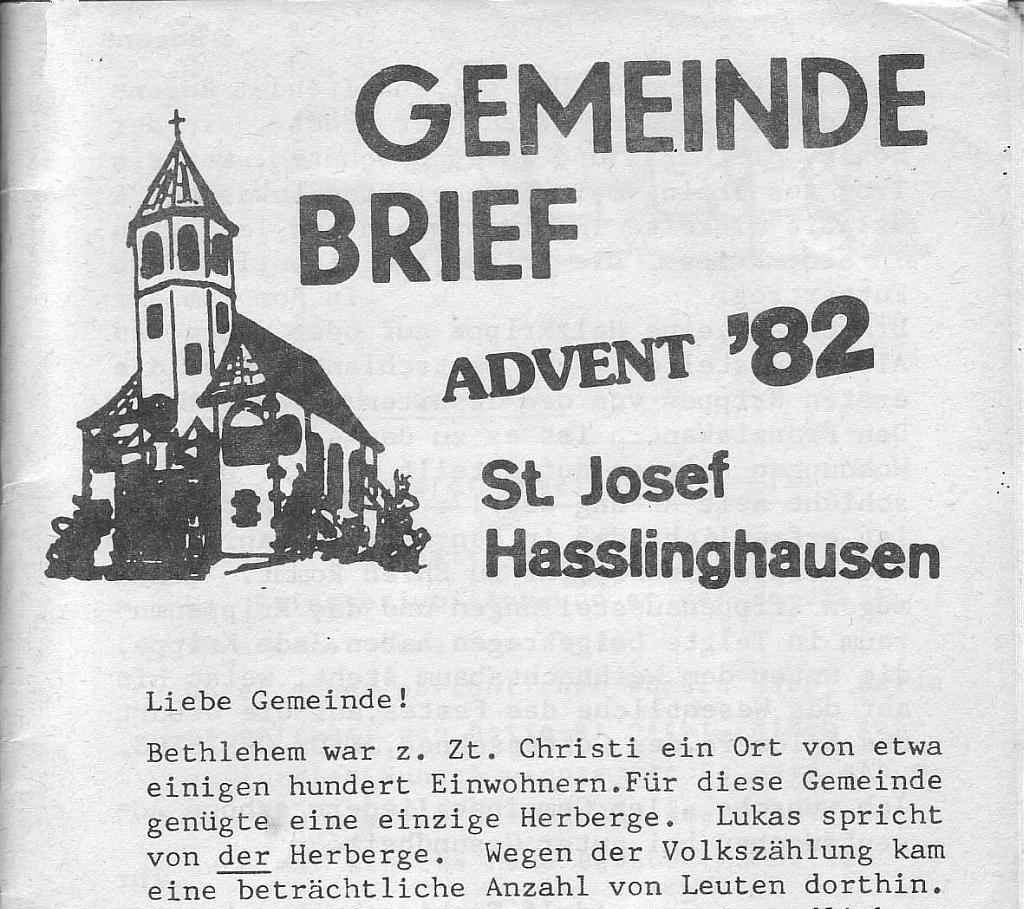 GEMEINDE
BRIEF
ADVENT '82
St Josef
Hasslinghausen
Liebe Gemeinde!
Bethlehem war z. Zt. Christi ein Ort von etwa
einigen hundert Einwohnern.Für diese Gemeinde
genügte eine einzige Herberge. Lukas spricht
von der Herberge. Wegen der Volkszählung kam
eine beträchtliche Anzahl von Leuten dorthin.